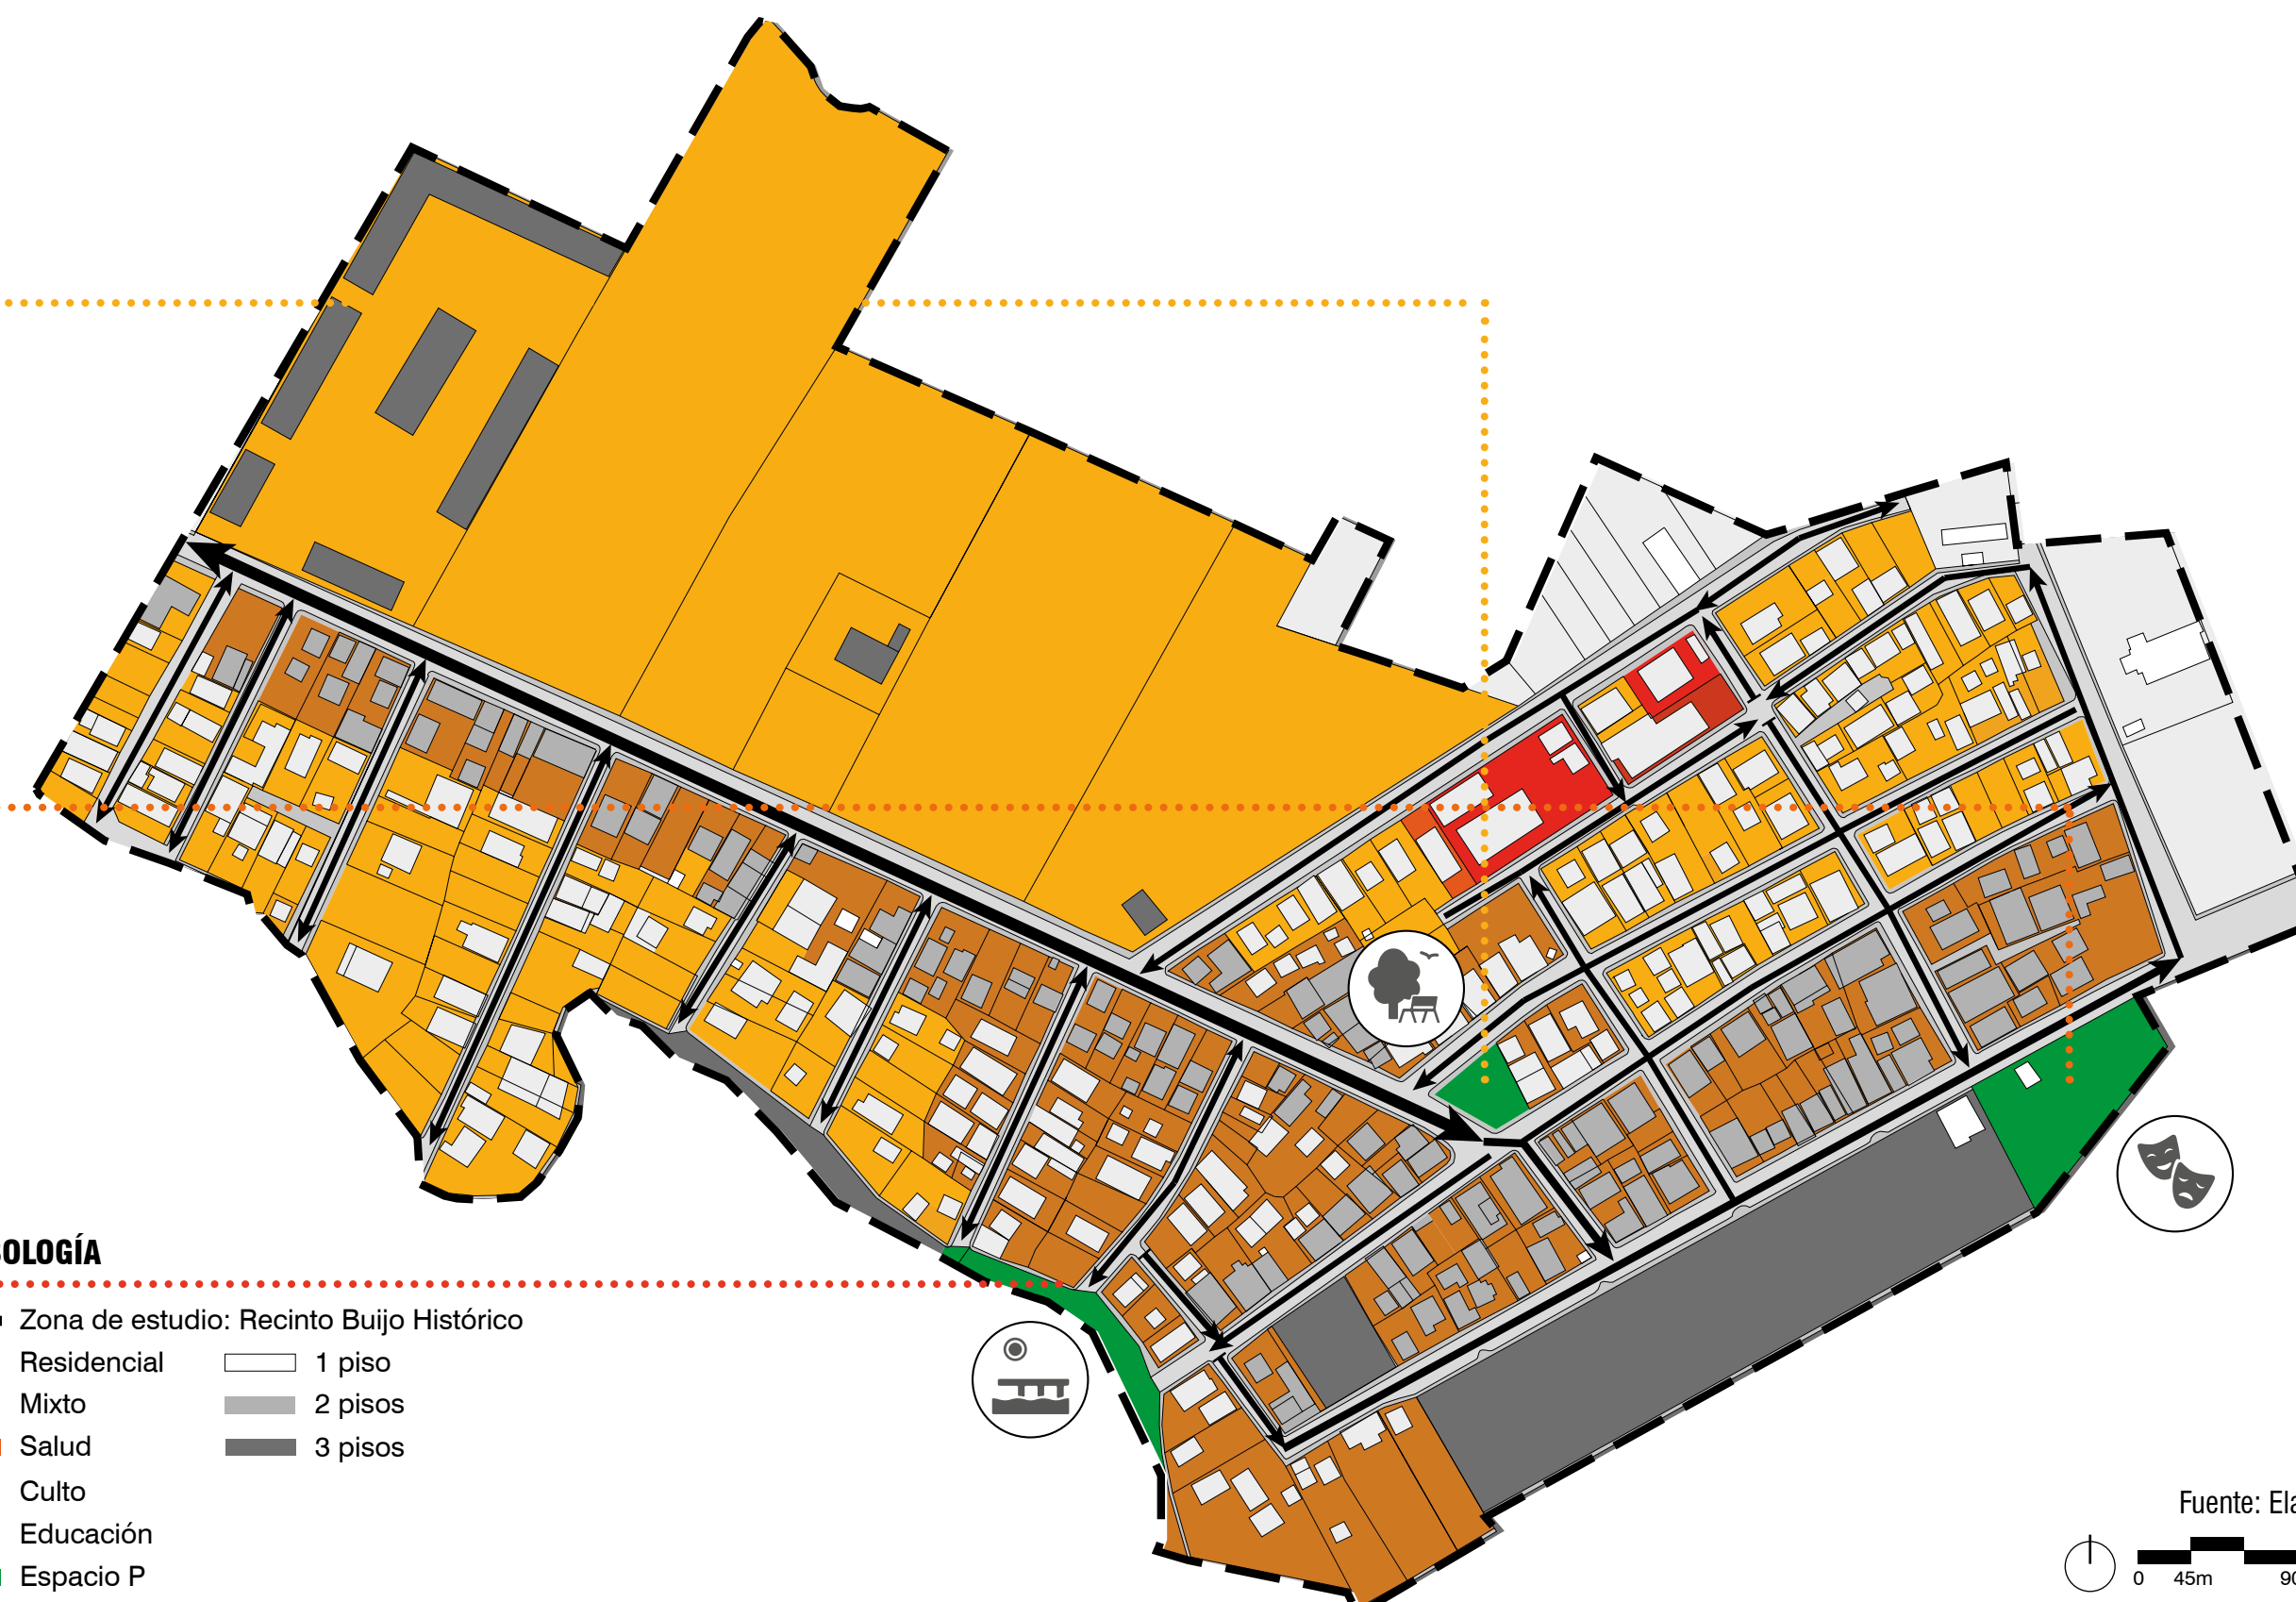 OLOGÍA
Zona de estudio: Recinto Buijo Histórico
Residencial 1 piso
Mixto 2 pisos
Salud 3 pisos
Culto
Educación
Espacio P
Fuente: Ela
0 45m 90